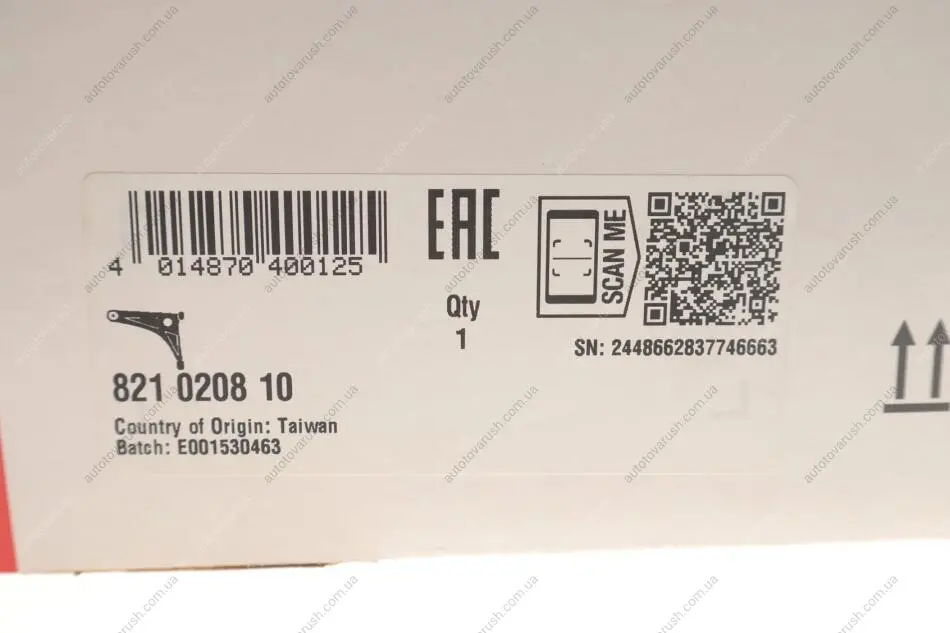 4 014870 400125
EAC
Qty
1
SCAN ME
SN: 2448662837746663
821 0208 10
Country of Origin: Taiwan
Batch: E001530463
autotovarush.com.ua